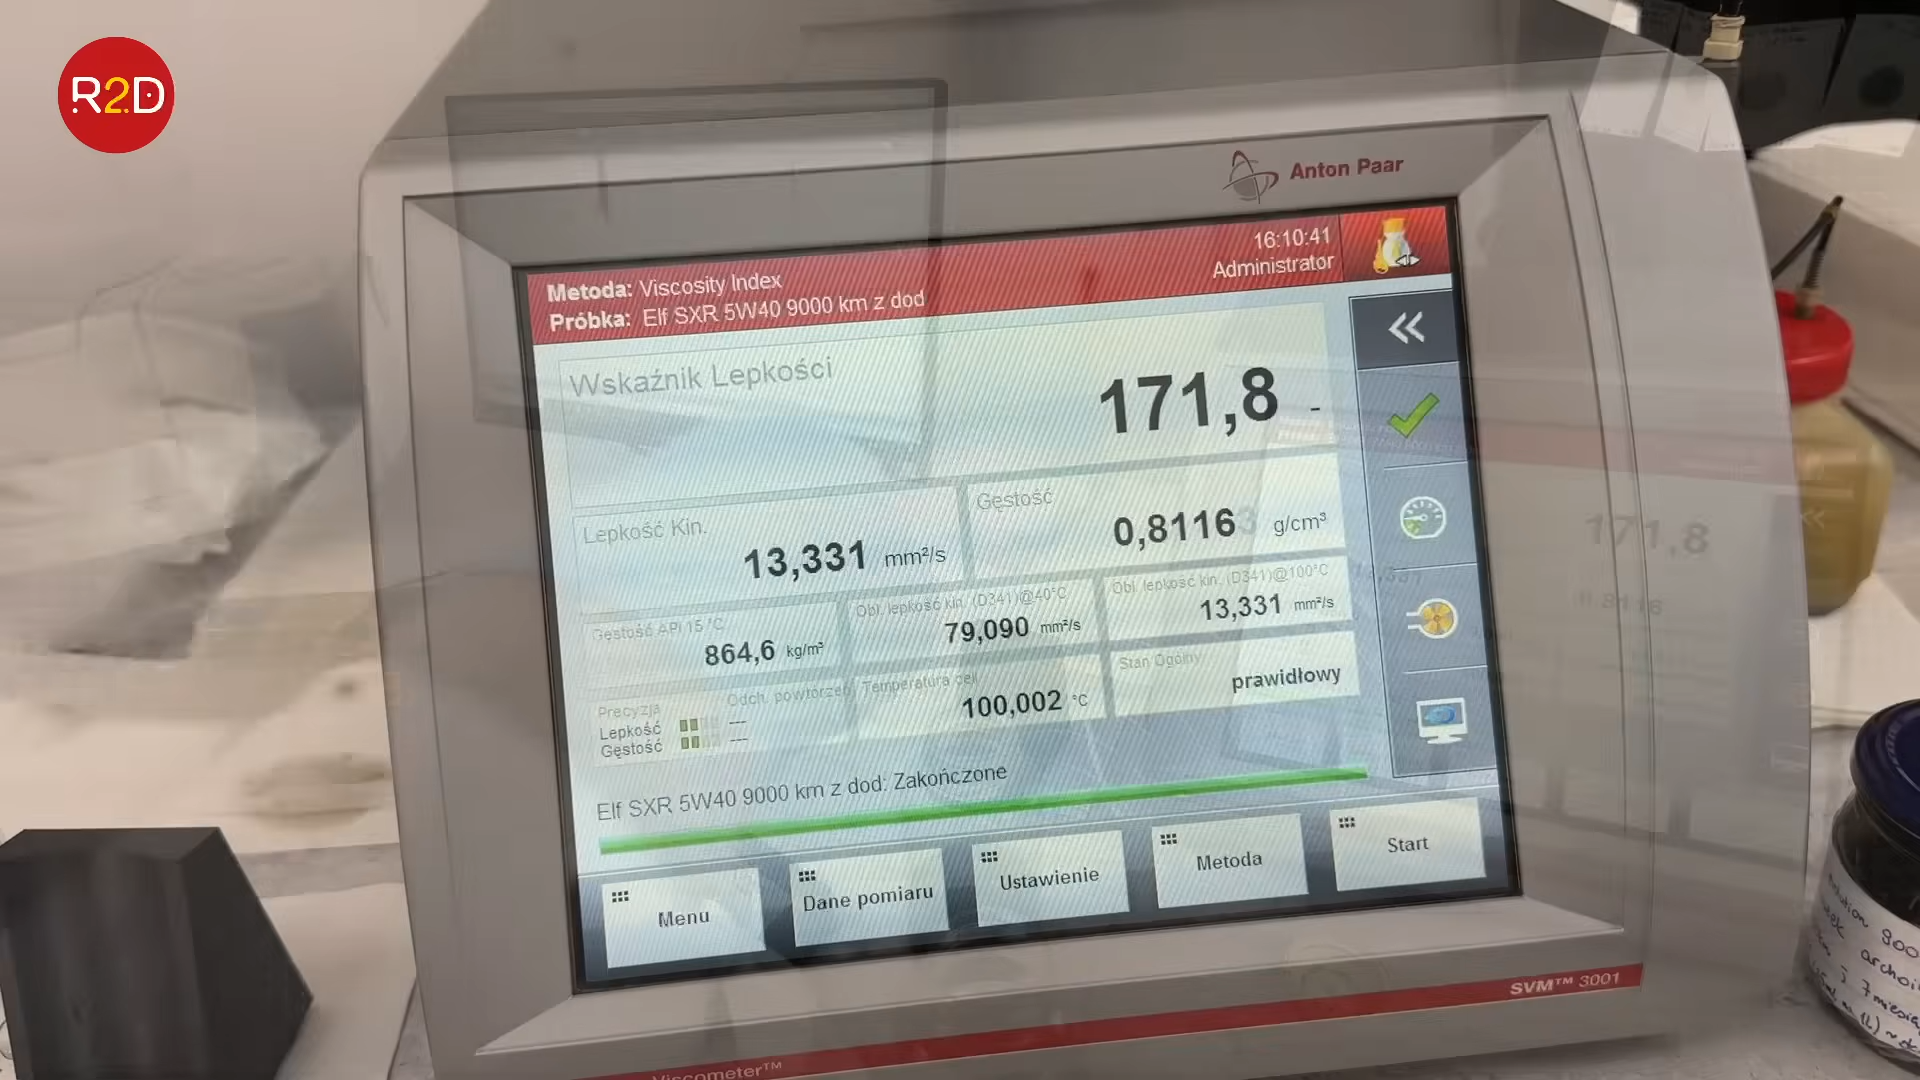 R2D
Anton Paar
16:10:41
Administrator
Metoda: Viscosity Index
Próbka: Elf SXR 5W40 9000 km z dod
Wskaźnik Lepkości
171,8 -
Lepkość Kin.
13,331 mm²/s
Gęstość
0,8116 g/cm³
Gęstość API 15 °C
864,6 kg/m³
Obl. lepkość kin. (D341)@40°C
79,090 mm²/s
Obl. lepkość kin. (D341)@100°C
13,331 mm²/s
Precyzja
Lepkość
Gęstość
Odch. powtórzeń
---
---
Temperatura celi
100,002 °C
Stan Ogólny
prawidłowy
Elf SXR 5W40 9000 km z dod: Zakończone
Menu
Dane pomiaru
Ustawienie
Metoda
Start
SVM™ 3001
Viscometer™
171,8